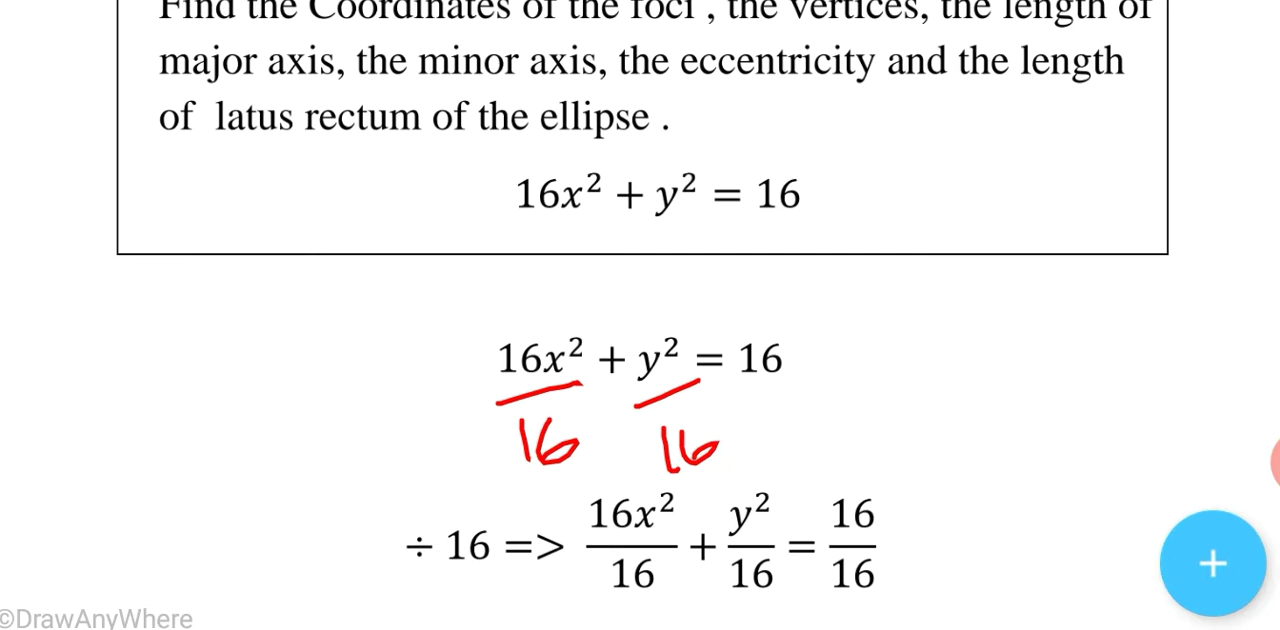 Find the Coordinates of the foci , the vertices, the length of
major axis, the minor axis, the eccentricity and the length
of latus rectum of the ellipse .
16x² + y² = 16
16x² + y² = 16
16 16
÷ 16 => 16x²/16 + y²/16 = 16/16
+
©DrawAnyWhere